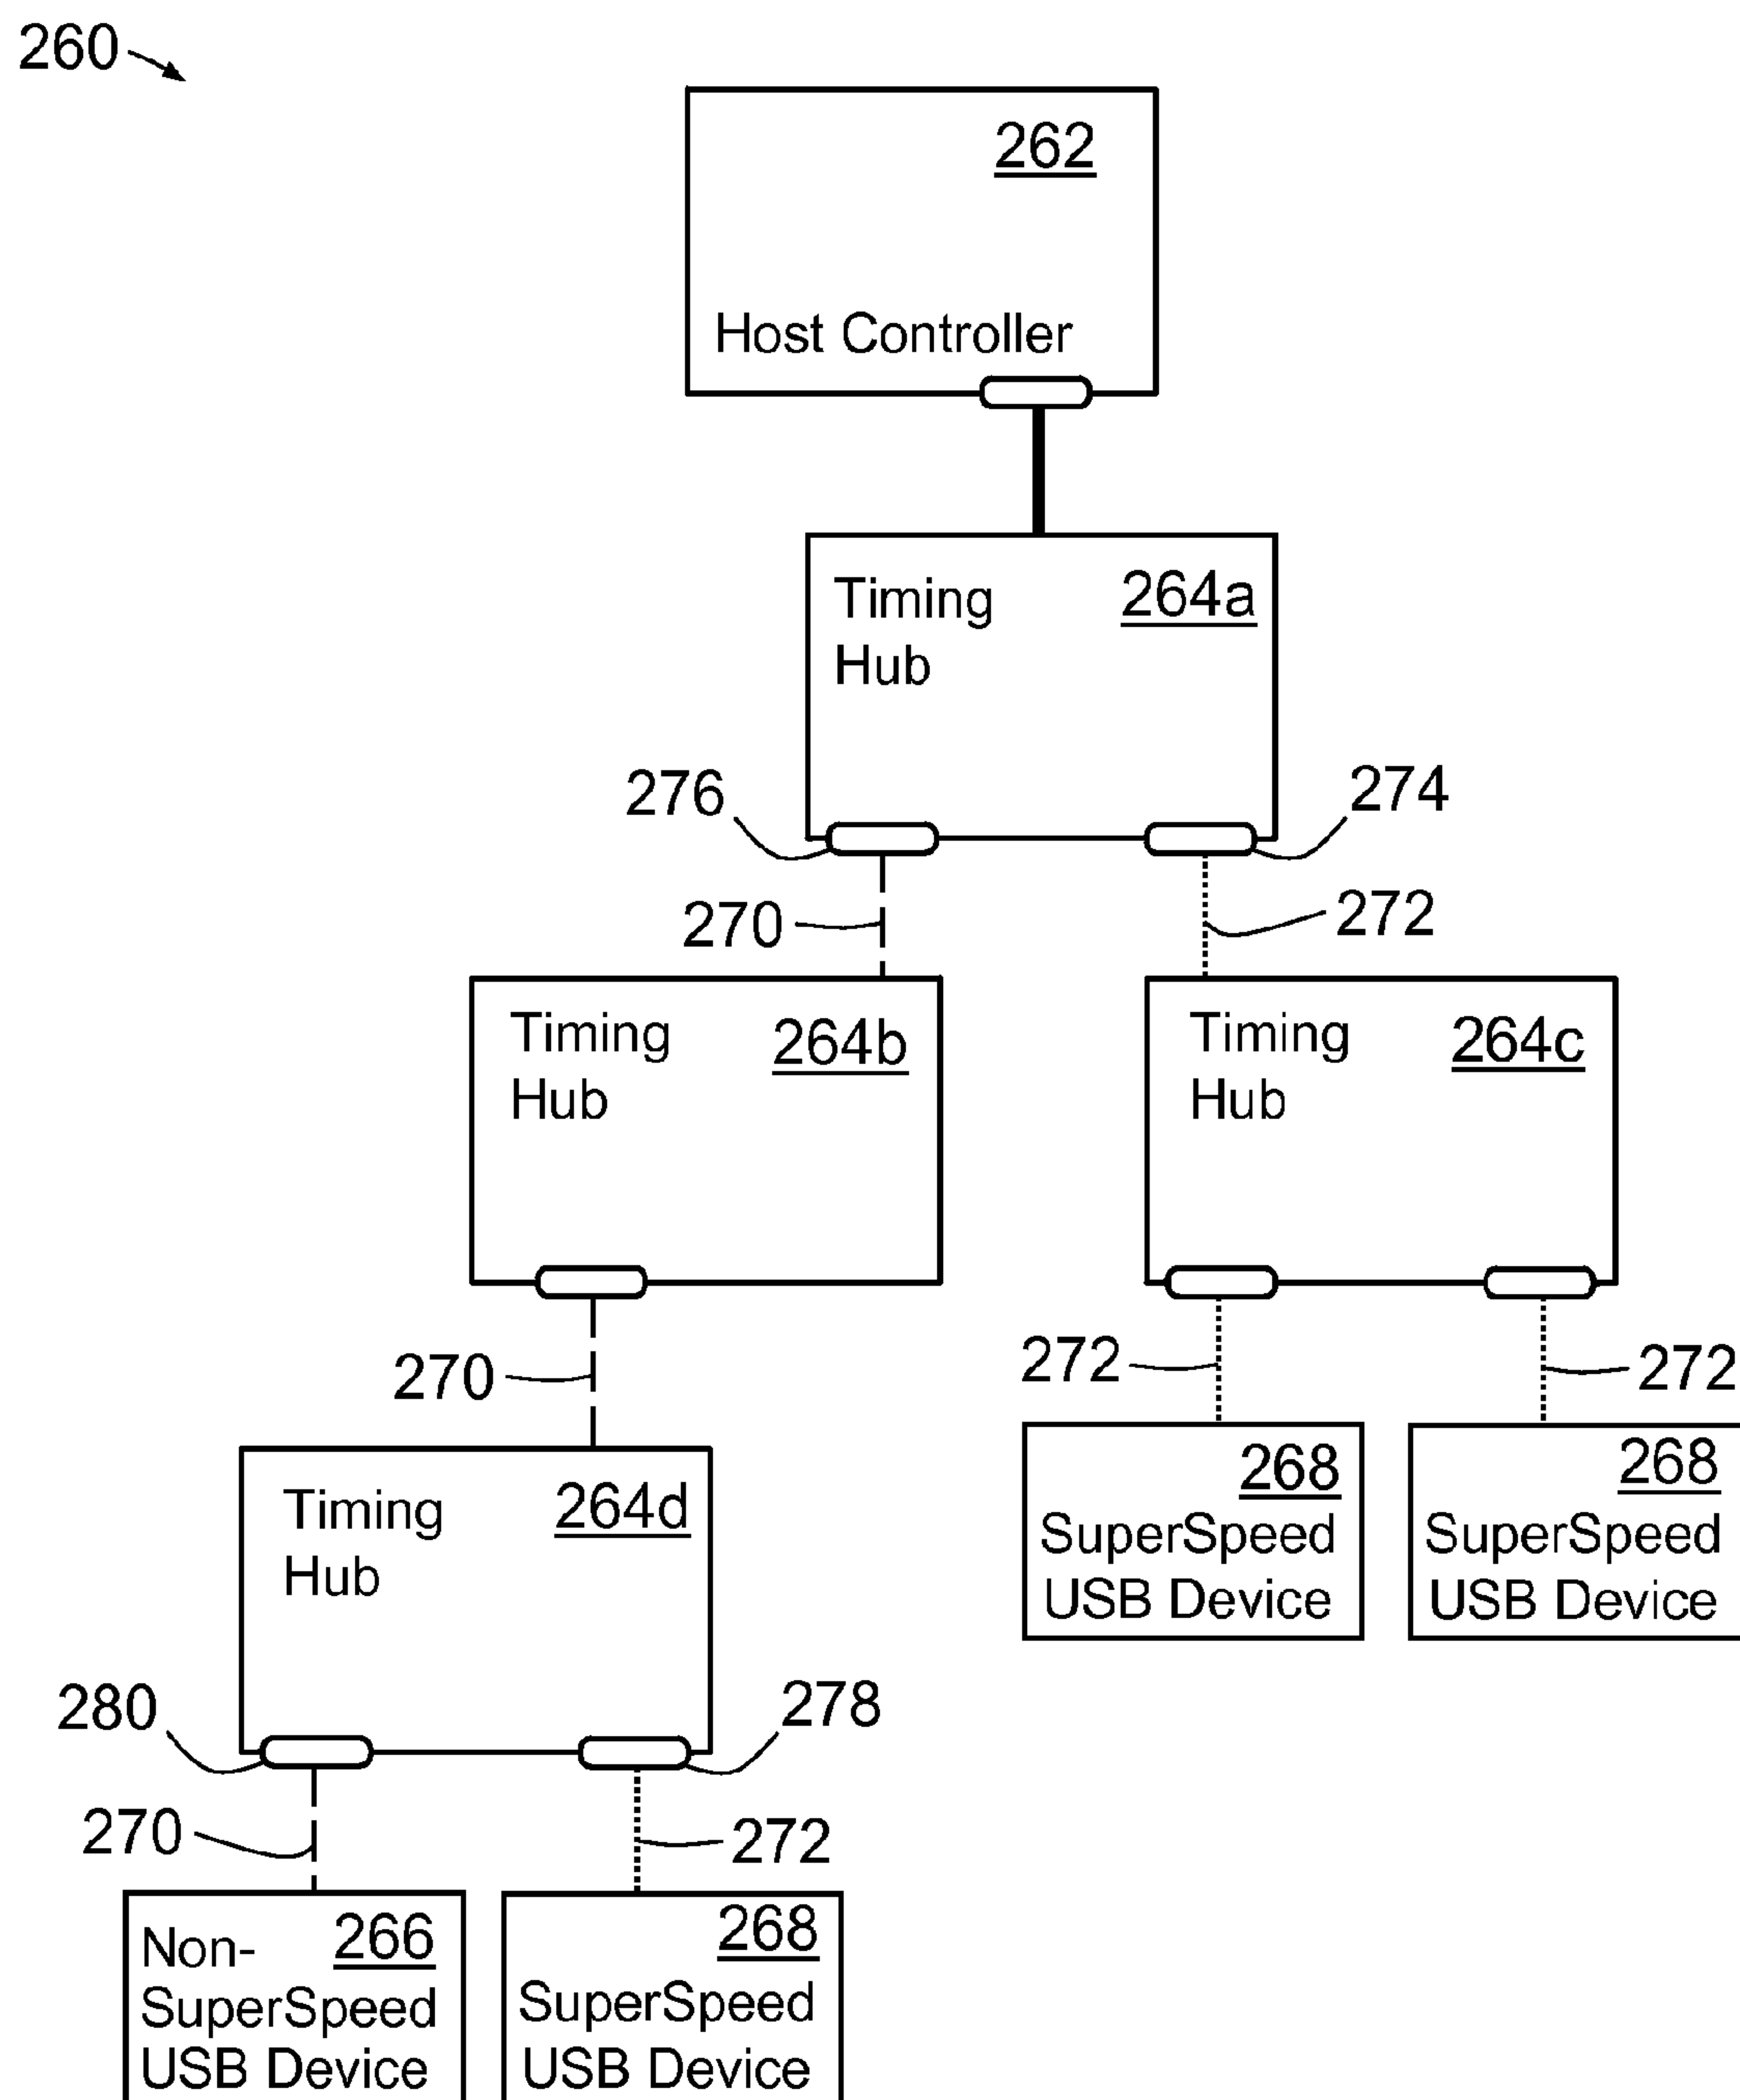 260
262
Host Controller
Timing
Hub
264a
276
274
270
272
Timing
Hub
264b
Timing
Hub
264c
270
272
272
Timing
Hub
264d
268
SuperSpeed
USB Device
268
SuperSpeed
USB Device
280
278
270
272
Non-
SuperSpeed
USB Device
266
268
SuperSpeed
USB Device